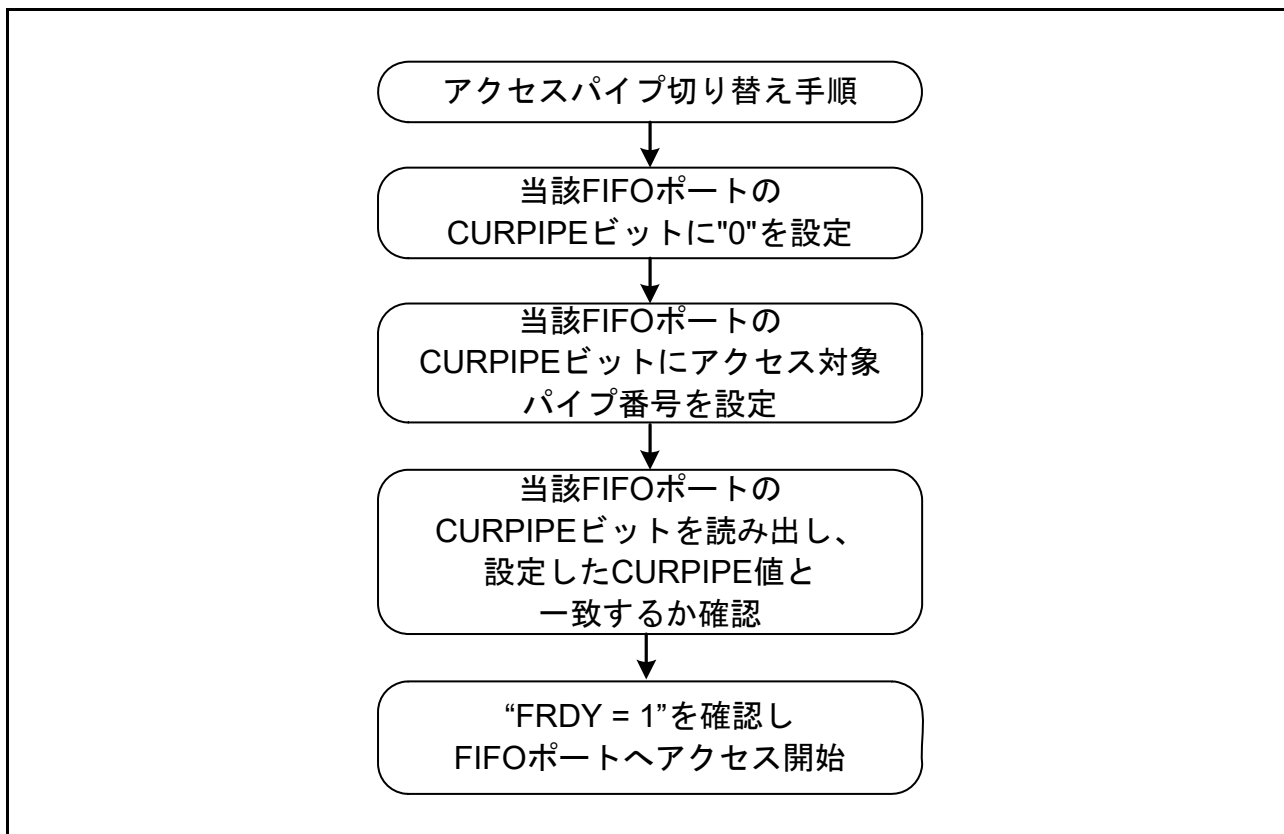 アクセスパイプ切り替え手順
当該FIFOポートの
CURPIPEビットに"0"を設定
当該FIFOポートの
CURPIPEビットにアクセス対象
パイプ番号を設定
当該FIFOポートの
CURPIPEビットを読み出し、
設定したCURPIPE値と
一致するか確認
“FRDY = 1”を確認し
FIFOポートへアクセス開始